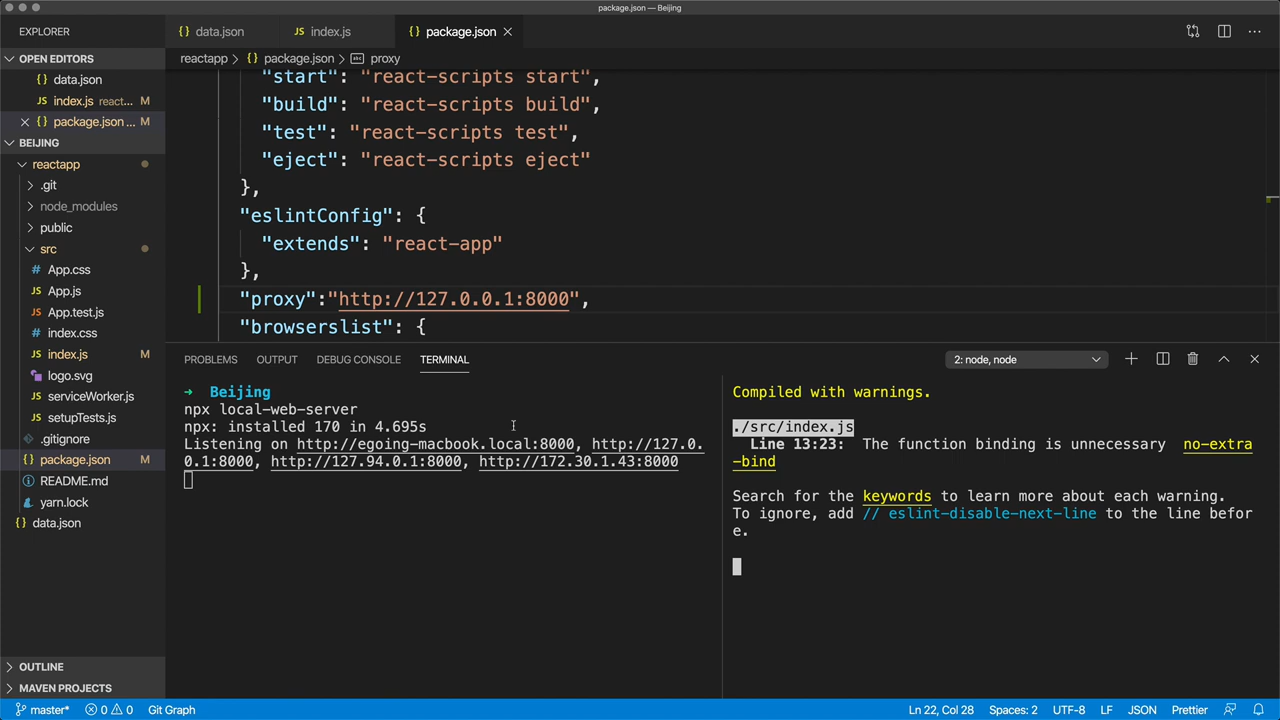 package.json — Beijing
EXPLORER
{} data.json
JS index.js
{} package.json
OPEN EDITORS
{} data.json
JS index.js react... M
{} package.json ... M
BEIJING
reactapp
.git
node_modules
public
src
# App.css
JS App.js
JS App.test.js
# index.css
JS index.js M
logo.svg
JS serviceWorker.js
JS setupTests.js
.gitignore
{} package.json M
README.md
yarn.lock
{} data.json
OUTLINE
MAVEN PROJECTS
reactapp > {} package.json > abc proxy
"start": "react-scripts start",
"build": "react-scripts build",
"test": "react-scripts test",
"eject": "react-scripts eject"
},
"eslintConfig": {
"extends": "react-app"
},
"proxy":"http://127.0.0.1:8000",
"browserslist": {
PROBLEMS OUTPUT DEBUG CONSOLE TERMINAL 2: node, node
➜ Beijing
npx local-web-server
npx: installed 170 in 4.695s
Listening on http://egoing-macbook.local:8000, http://127.0.
0.1:8000, http://127.94.0.1:8000, http://172.30.1.43:8000
Compiled with warnings.
./src/index.js
Line 13:23: The function binding is unnecessary no-extra
-bind
Search for the keywords to learn more about each warning.
To ignore, add // eslint-disable-next-line to the line befor
e.
master* 0 0 Git Graph Ln 22, Col 28 Spaces: 2 UTF-8 LF JSON Prettier